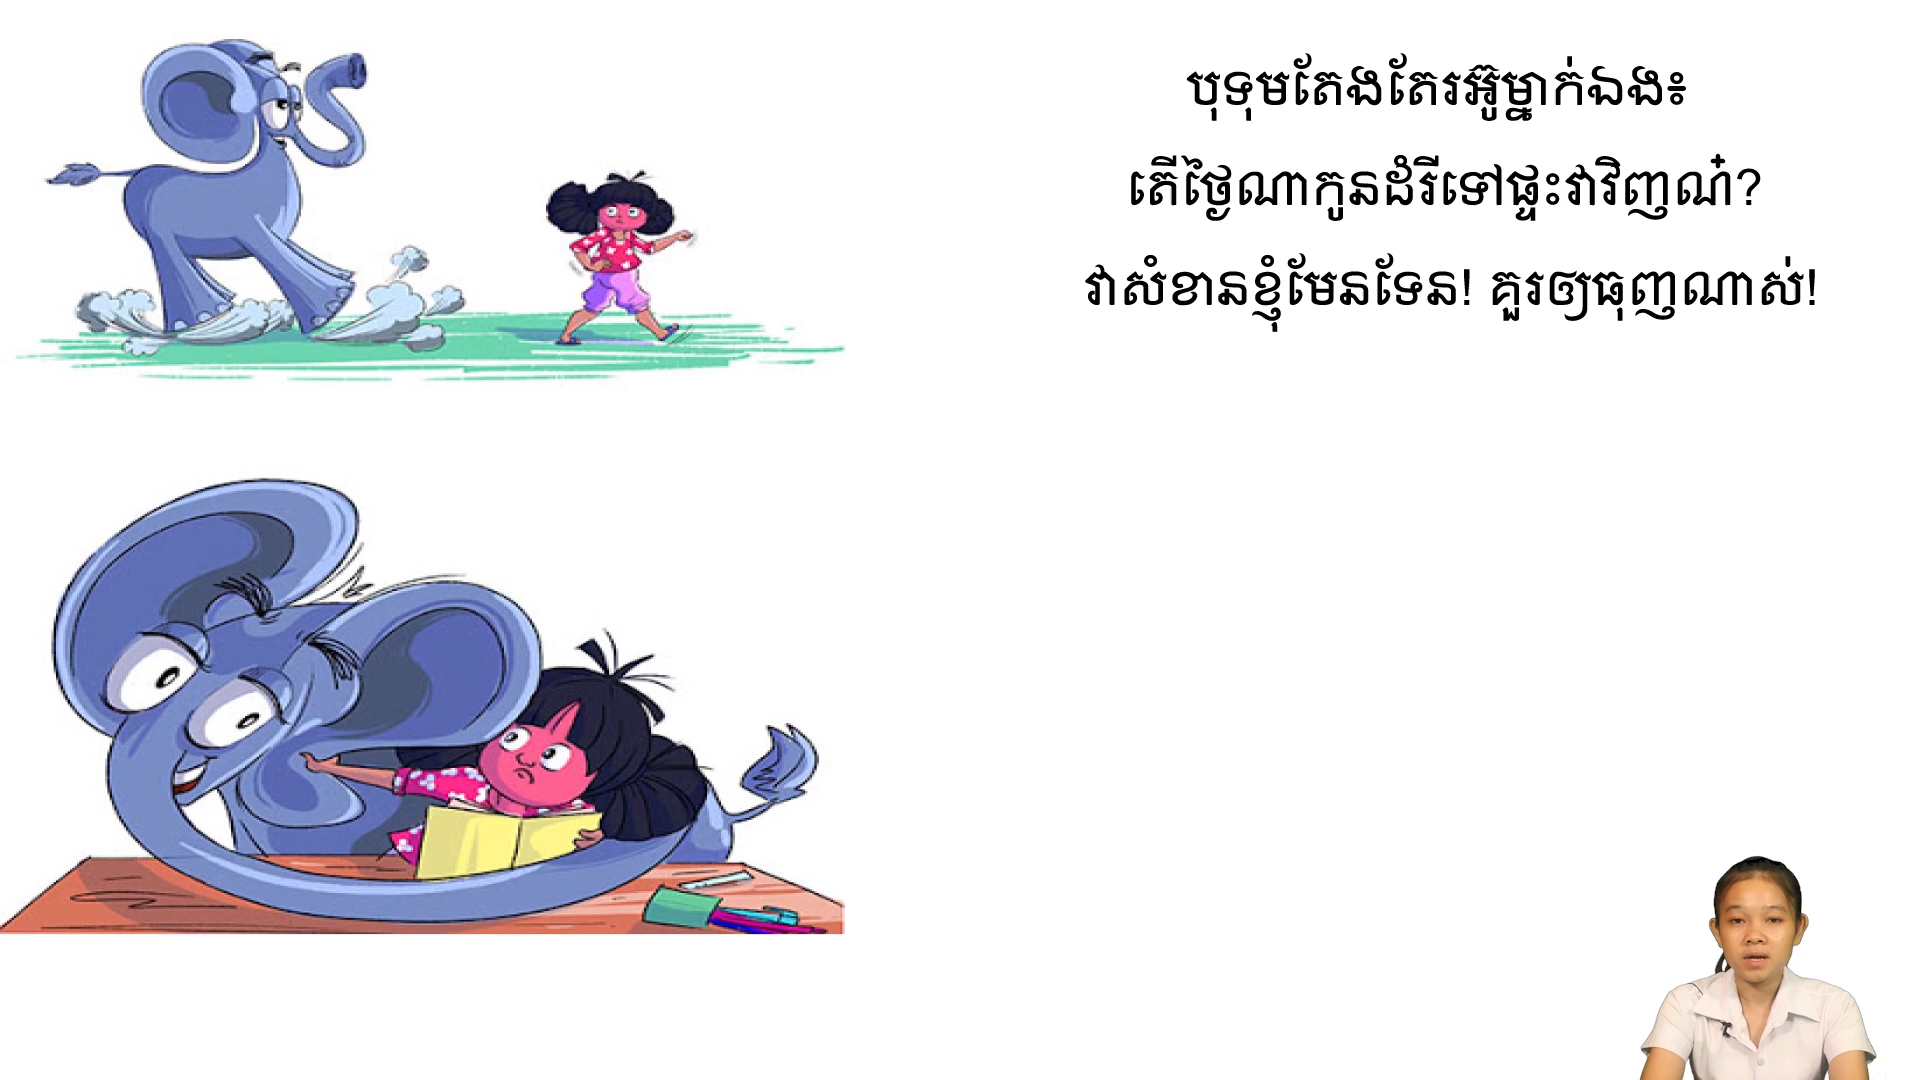 បុទុមតែងតែរអ៊ូម្នាក់ឯង៖
តើថ្ងៃណាកូនដំរីទៅផ្ទះវាវិញណ៎?
វាសំខានខ្ញុំមែនទែន! គួរឲ្យធុញណាស់!